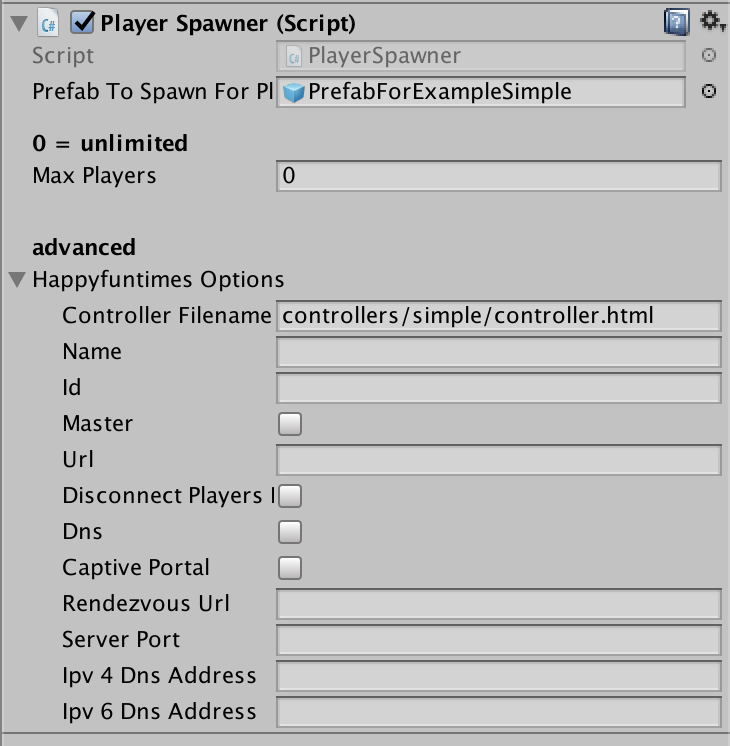 Player Spawner (Script)
Script PlayerSpawner
Prefab To Spawn For Pl PrefabForExampleSimple
0 = unlimited
Max Players 0
advanced
Happyfuntimes Options
Controller Filename controllers/simple/controller.html
Name
Id
Master
Url
Disconnect Players I
Dns
Captive Portal
Rendezvous Url
Server Port
Ipv 4 Dns Address
Ipv 6 Dns Address